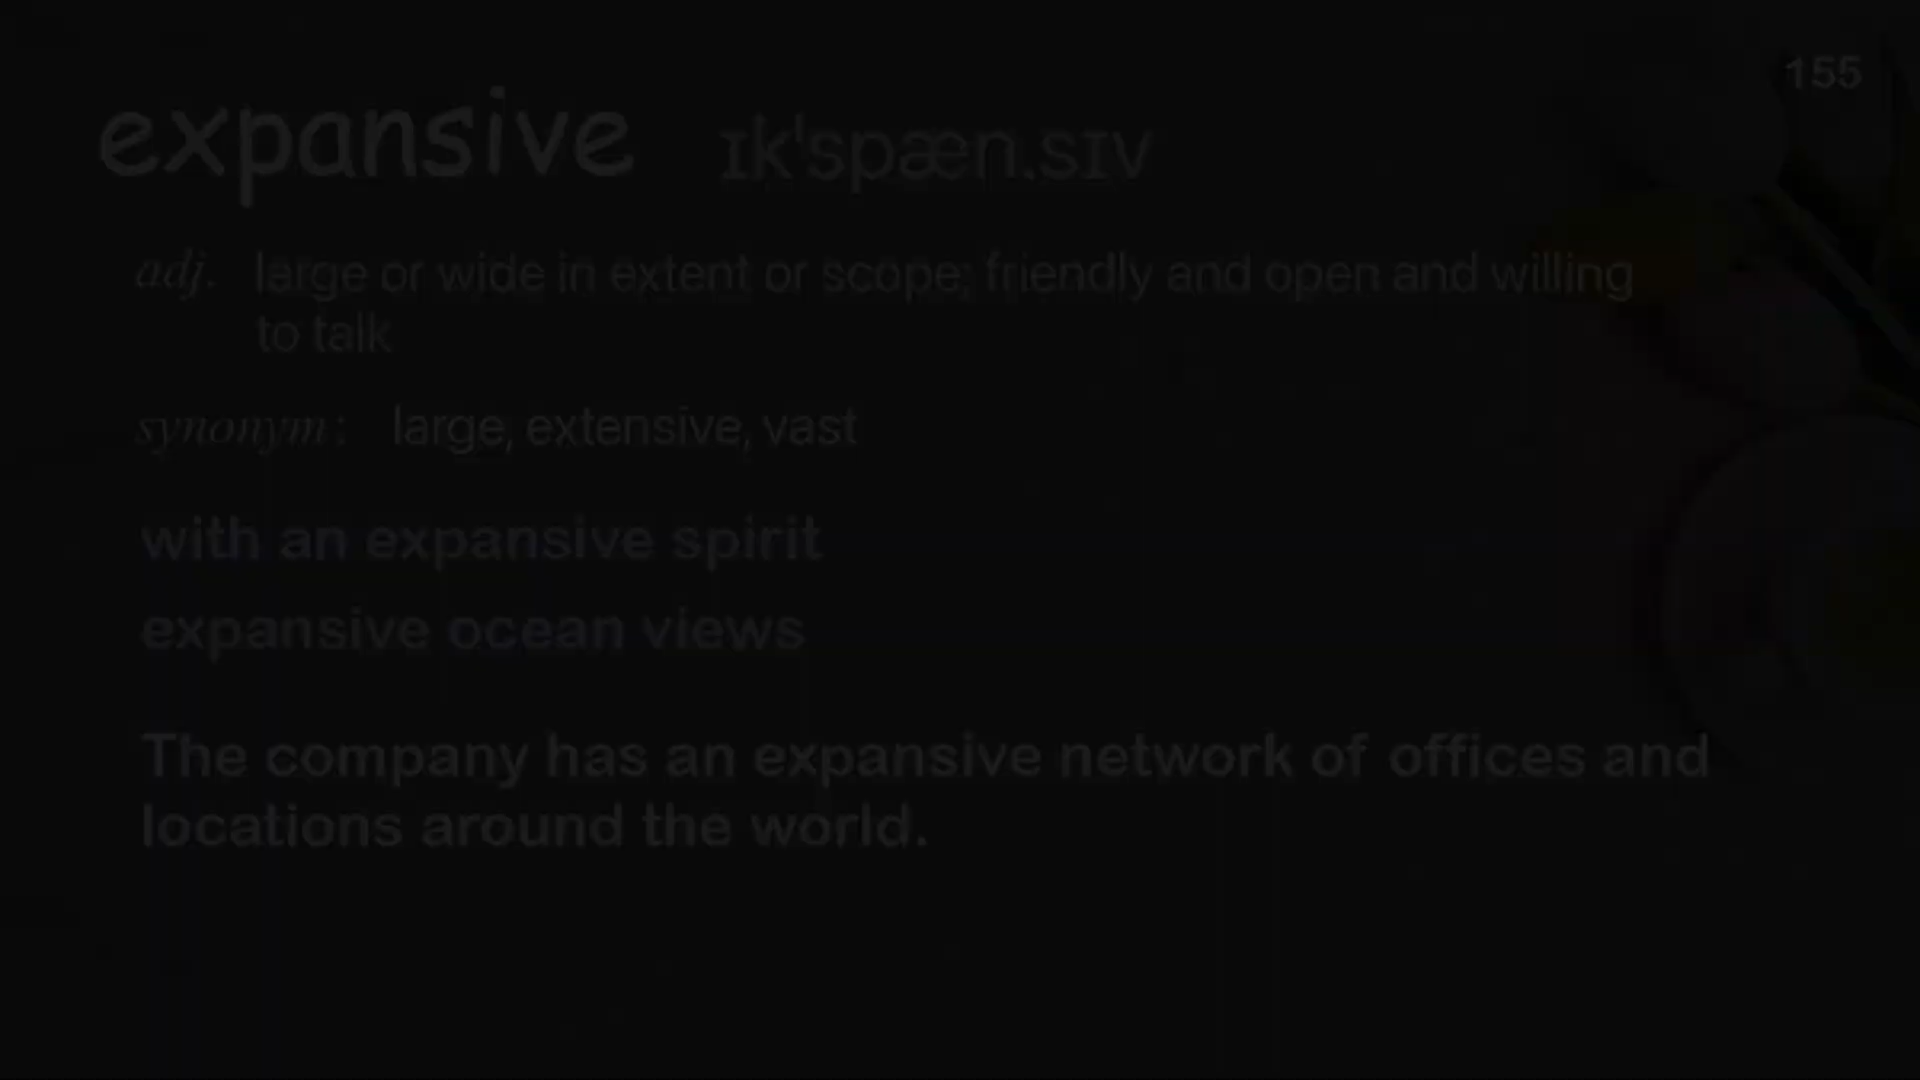 155
expansive ɪk'spæn.sɪv
adj. large or wide in extent or scope; friendly and open and willing
to talk
synonym: large, extensive, vast
with an expansive spirit
expansive ocean views
The company has an expansive network of offices and
locations around the world.